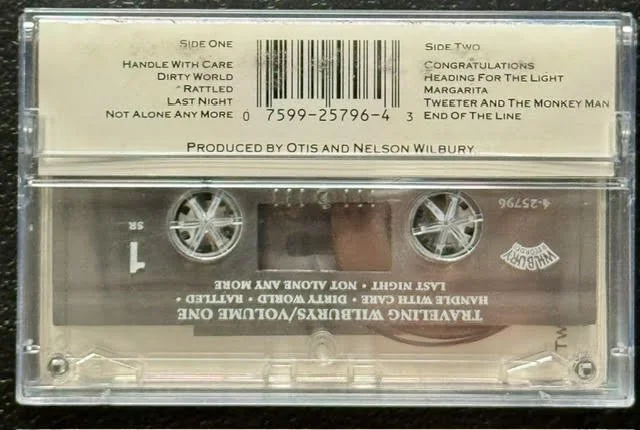 SIDE ONE
HANDLE WITH CARE
DIRTY WORLD
RATTLED
LAST NIGHT
NOT ALONE ANY MORE
0 7599-25796-4 3
SIDE TWO
CONGRATULATIONS
HEADING FOR THE LIGHT
MARGARITA
TWEETER AND THE MONKEY MAN
END OF THE LINE
PRODUCED BY OTIS AND NELSON WILBURY
TRAVELING WILBURYS/VOLUME ONE
HANDLE WITH CARE • DIRTY WORLD • RATTLED •
LAST NIGHT • NOT ALONE ANY MORE
1
SR
WILBURY
RECORDS
4-25796
TW